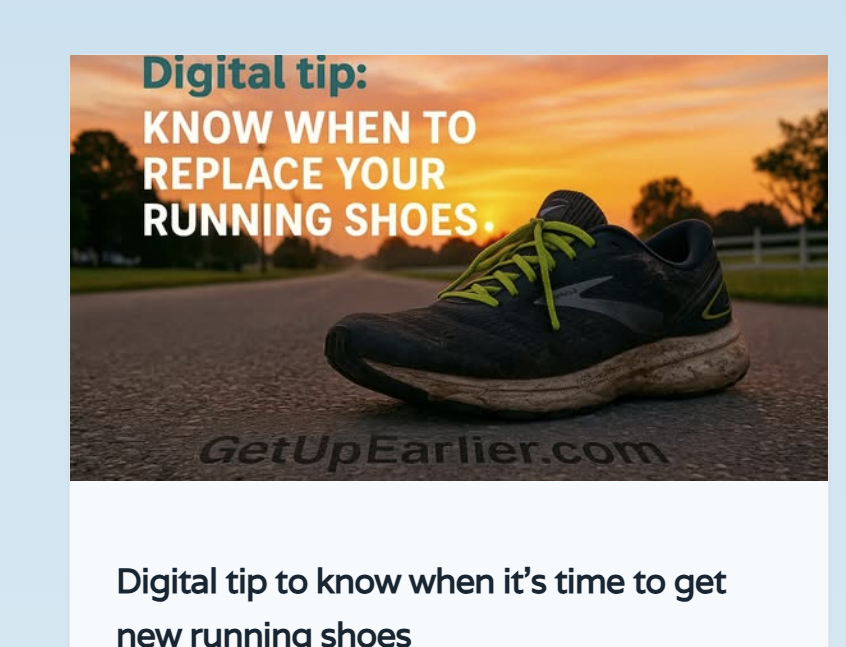 Digital tip:
KNOW WHEN TO
REPLACE YOUR
RUNNING SHOES.
GetUpEarlier.com
Digital tip to know when it's time to get
new running shoes